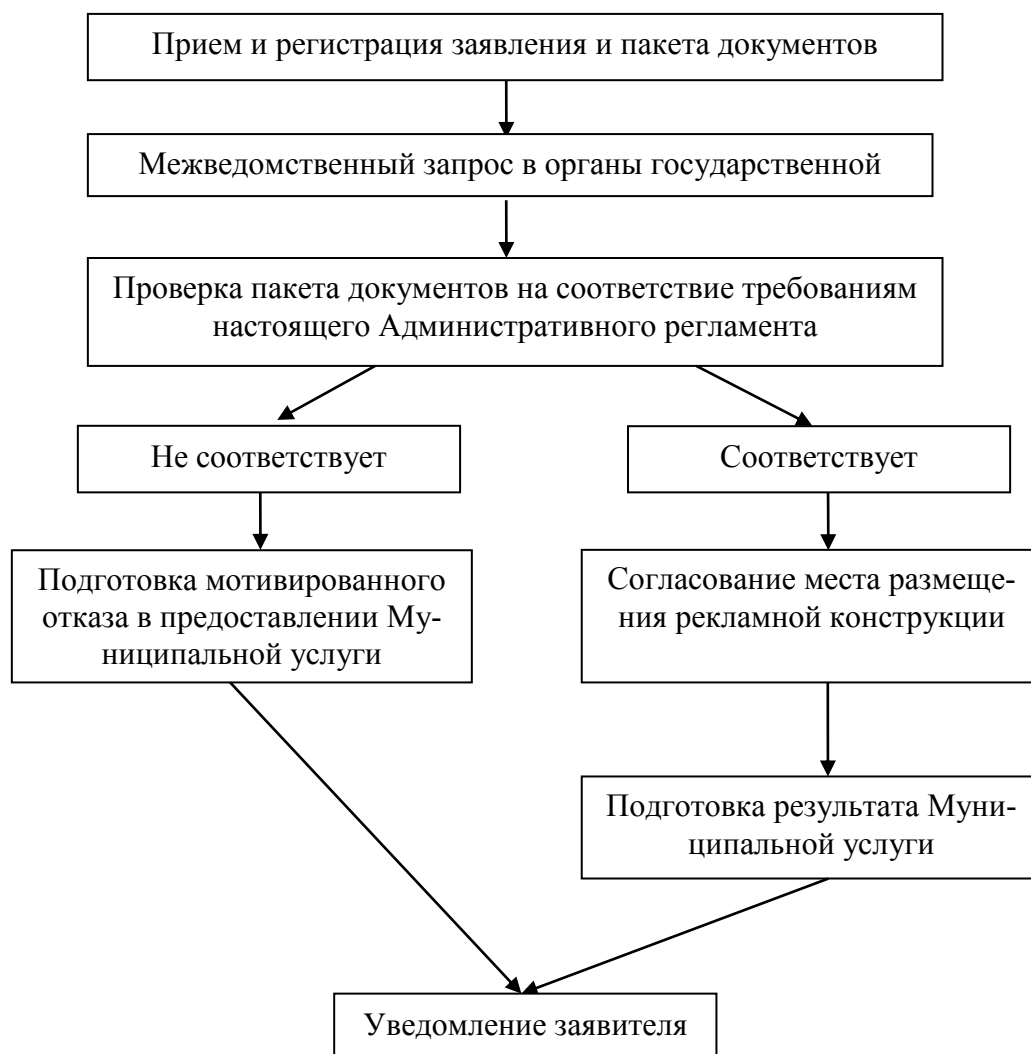 Прием и регистрация заявления и пакета документов
Межведомственный запрос в органы государственной
Проверка пакета документов на соответствие требованиям
настоящего Административного регламента
Не соответствует
Соответствует
Подготовка мотивированного
отказа в предоставлении Му-
ниципальной услуги
Согласование места размеще-
ния рекламной конструкции
Подготовка результата Муни-
ципальной услуги
Уведомление заявителя